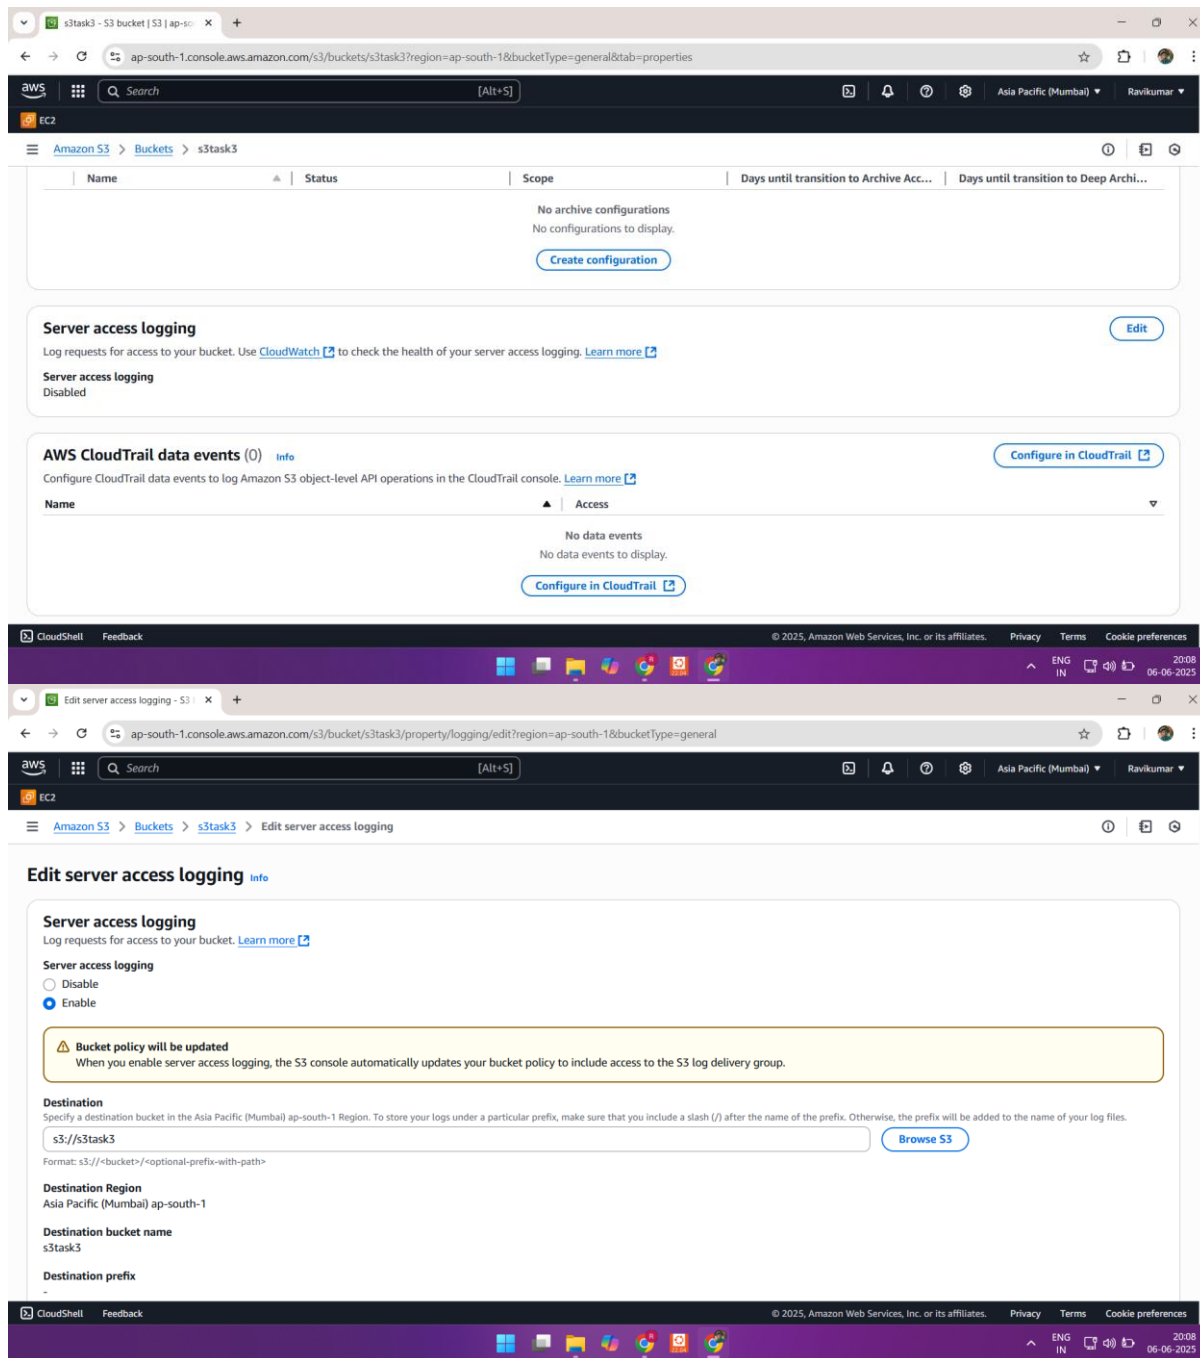 s3task3 - S3 bucket | S3 | ap-so
ap-south-1.console.aws.amazon.com/s3/buckets/s3task3?region=ap-south-1&bucketType=general&tab=properties
aws Search [Alt+S] Asia Pacific (Mumbai) Ravikumar
EC2
Amazon S3 > Buckets > s3task3
Name Status Scope Days until transition to Archive Acc... Days until transition to Deep Archi...
No archive configurations
No configurations to display.
Create configuration
Server access logging Edit
Log requests for access to your bucket. Use CloudWatch to check the health of your server access logging. Learn more
Server access logging
Disabled
AWS CloudTrail data events (0) Info Configure in CloudTrail
Configure CloudTrail data events to log Amazon S3 object-level API operations in the CloudTrail console. Learn more
Name Access
No data events
No data events to display.
Configure in CloudTrail
CloudShell Feedback © 2025, Amazon Web Services, Inc. or its affiliates. Privacy Terms Cookie preferences
ENG 20:08
IN 06-06-2025
Edit server access logging - S3
ap-south-1.console.aws.amazon.com/s3/bucket/s3task3/property/logging/edit?region=ap-south-1&bucketType=general
aws Search [Alt+S] Asia Pacific (Mumbai) Ravikumar
EC2
Amazon S3 > Buckets > s3task3 > Edit server access logging
Edit server access logging Info
Server access logging
Log requests for access to your bucket. Learn more
Server access logging
Disable
Enable
Bucket policy will be updated
When you enable server access logging, the S3 console automatically updates your bucket policy to include access to the S3 log delivery group.
Destination
Specify a destination bucket in the Asia Pacific (Mumbai) ap-south-1 Region. To store your logs under a particular prefix, make sure that you include a slash (/) after the name of the prefix. Otherwise, the prefix will be added to the name of your log files.
s3://s3task3 Browse S3
Format: s3://<bucket>/<optional-prefix-with-path>
Destination Region
Asia Pacific (Mumbai) ap-south-1
Destination bucket name
s3task3
Destination prefix
-
CloudShell Feedback © 2025, Amazon Web Services, Inc. or its affiliates. Privacy Terms Cookie preferences
ENG 20:08
IN 06-06-2025